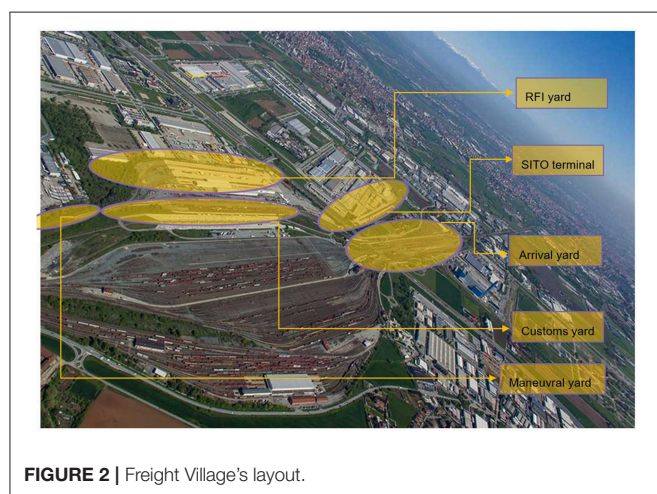 RFI yard
SITO terminal
Arrival yard
Customs yard
Maneuvral yard
FIGURE 2 | Freight Village's layout.